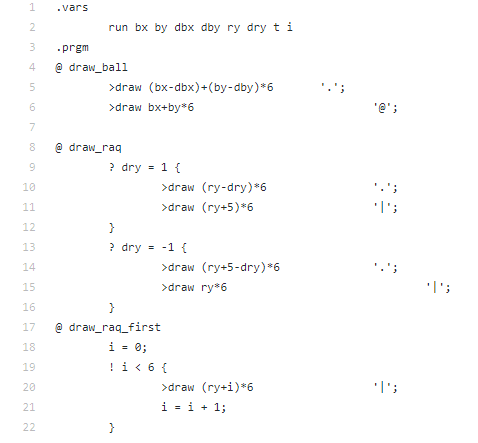 1 .vars
2 run bx by dbx dby ry dry t i
3 .prgm
4 @ draw_ball
5 >draw (bx-dbx)+(by-dby)*6 '.';
6 >draw bx+by*6 '@';
7
8 @ draw_raq
9 ? dry = 1 {
10 >draw (ry-dry)*6 '.';
11 >draw (ry+5)*6 '|';
12 }
13 ? dry = -1 {
14 >draw (ry+5-dry)*6 '.';
15 >draw ry*6 '|';
16 }
17 @ draw_raq_first
18 i = 0;
19 ! i < 6 {
20 >draw (ry+i)*6 '|';
21 i = i + 1;
22 }